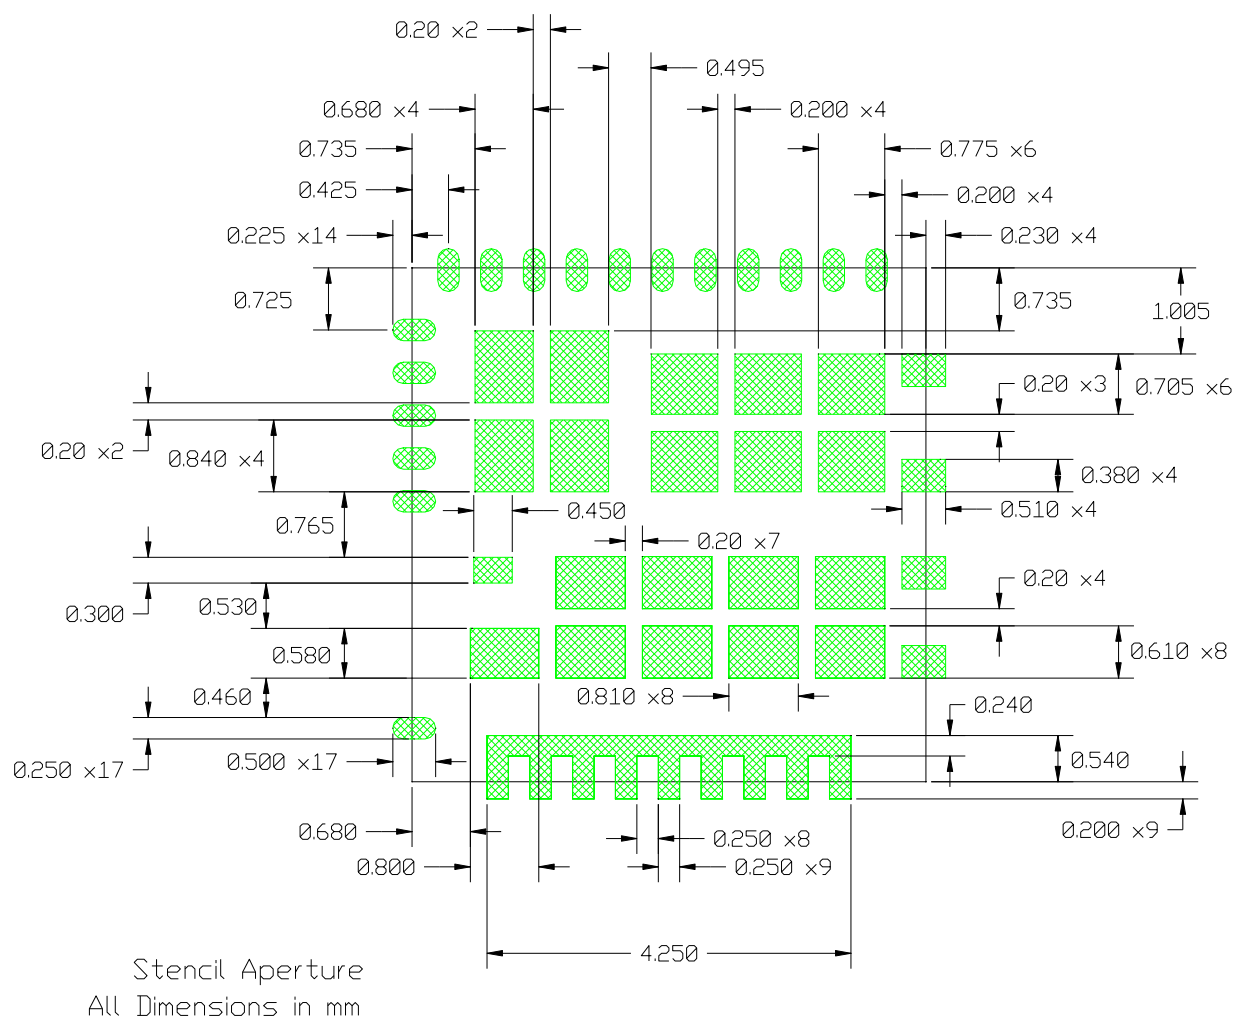 0.20 x2
0.495
0.680 x4
0.200 x4
0.735
0.775 x6
0.425
0.200 x4
0.225 x14
0.230 x4
0.725
0.735
1.005
0.20 x3
0.705 x6
0.20 x2
0.840 x4
0.380 x4
0.450
0.510 x4
0.765
0.20 x7
0.20 x4
0.300
0.530
0.580
0.610 x8
0.460
0.810 x8
0.240
0.250 x17
0.500 x17
0.540
0.680
0.250 x8
0.200 x9
0.800
0.250 x9
4.250
Stencil Aperture
All Dimensions in mm